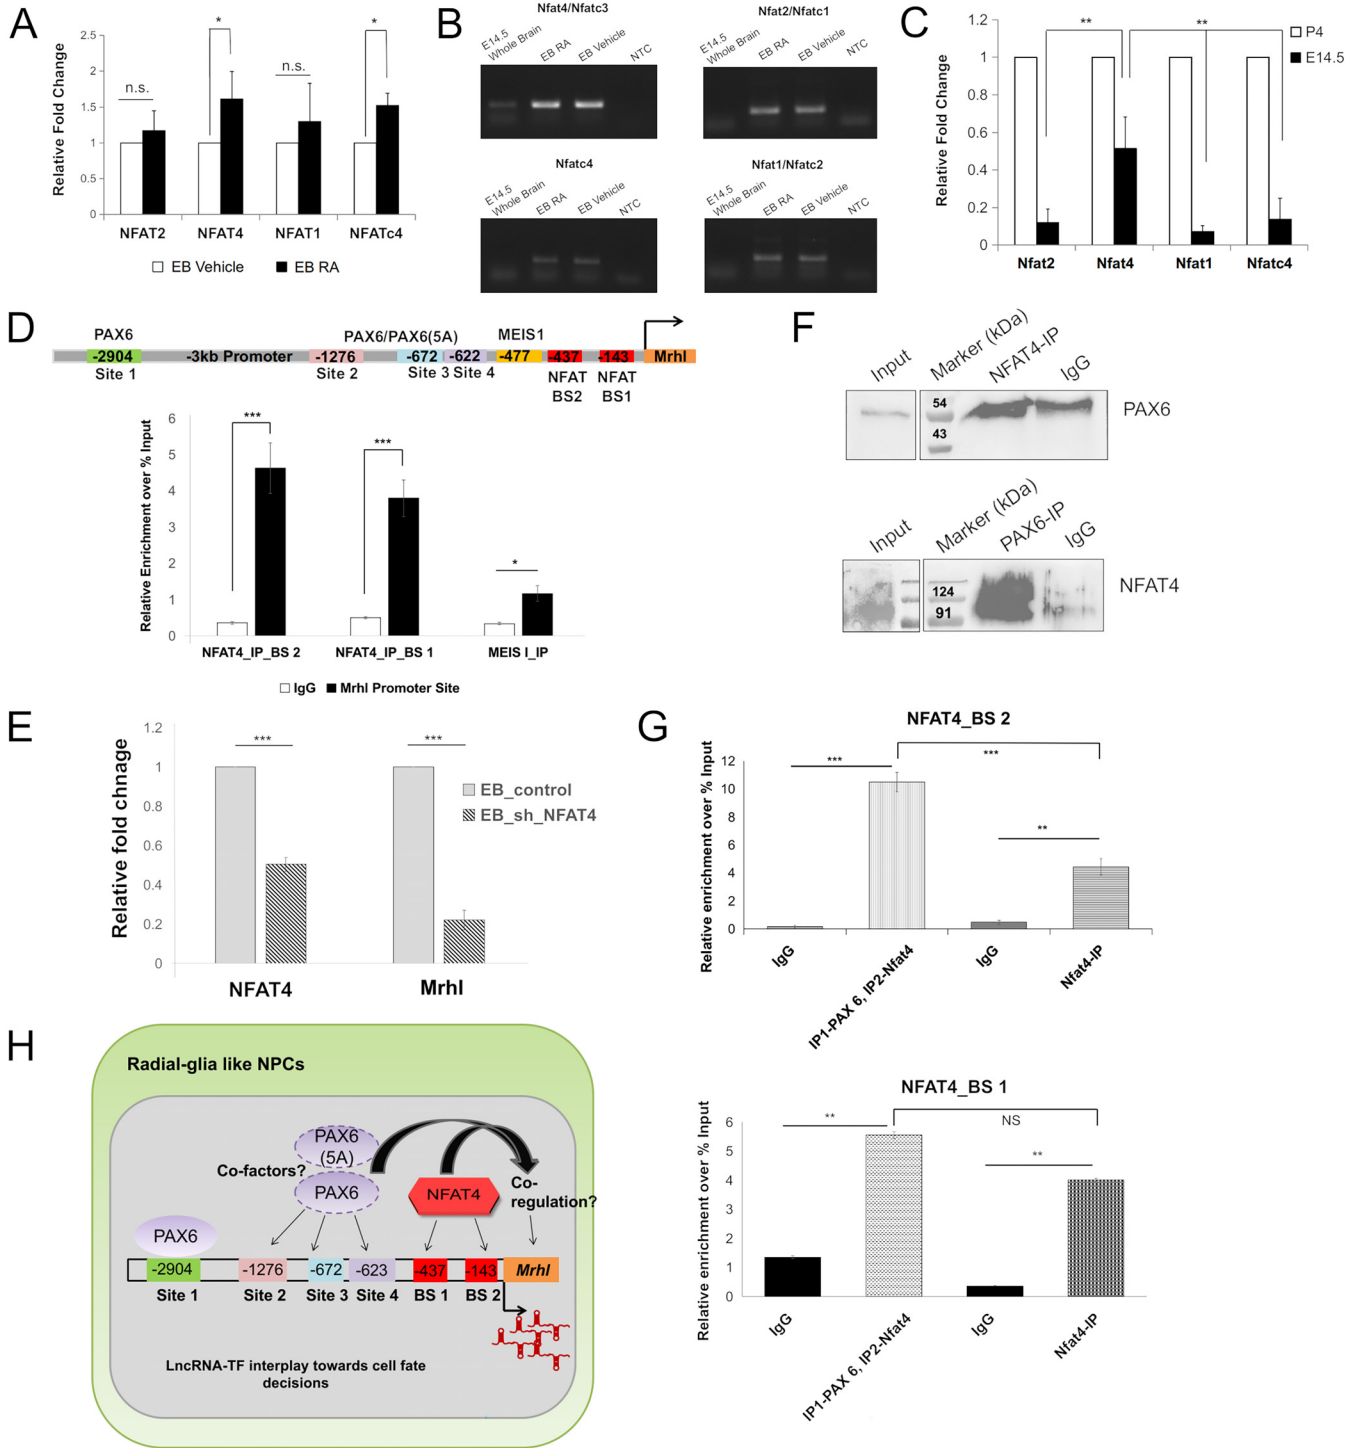 A
Relative Fold Change
2.5
2
1.5
1
0.5
0
n.s.
*
n.s.
*
NFAT2 NFAT4 NFAT1 NFATc4
EB Vehicle EB RA
B
Nfat4/Nfatc3
E14.5
Whole Brain
EB RA
EB Vehicle
NTC
Nfat2/Nfatc1
E14.5
Whole Brain
EB RA
EB Vehicle
NTC
Nfatc4
E14.5
Whole Brain
EB RA
EB Vehicle
NTC
Nfat1/Nfatc2
E14.5
Whole Brain
EB RA
EB Vehicle
NTC
C
Relative Fold Change
1.2
1
0.8
0.6
0.4
0.2
0
** **
P4
E14.5
Nfat2 Nfat4 Nfat1 Nfatc4
D
PAX6 PAX6/PAX6(5A) MEIS1
-2904 -3kb Promoter -1276 -672 -622 -477 -437 -143 Mrhl
Site 1 Site 2 Site 3 Site 4 NFAT NFAT
BS2 BS1
Relative Enrichment over % Input
6
5
4
3
2
1
0
***
***
*
NFAT4_IP_BS 2 NFAT4_IP_BS 1 MEIS I_IP
IgG Mrhl Promoter Site
E
Relative fold chnage
1.2
1
0.8
0.6
0.4
0.2
0
*** ***
EB_control
EB_sh_NFAT4
NFAT4 Mrhl
F
Input
Marker (kDa)
NFAT4-IP
IgG
54
43
PAX6
Input
Marker (kDa)
PAX6-IP
IgG
124
91
NFAT4
G
NFAT4_BS 2
Relative enrichment over % Input
12
10
8
6
4
2
0
***
***
**
IgG
IP1-PAX 6, IP2-Nfat4
IgG
Nfat4-IP
NFAT4_BS 1
Relative enrichment over % Input
6
5
4
3
2
1
0
**
NS
**
IgG
IP1-PAX 6, IP2-Nfat4
IgG
Nfat4-IP
H
Radial-glia like NPCs
PAX6
(5A)
Co-factors?
PAX6
NFAT4
Co-
regulation?
PAX6
-2904 -1276 -672 -623 -437 -143 Mrhl
Site 1 Site 2 Site 3 Site 4 BS 1 BS 2
LncRNA-TF interplay towards cell fate
decisions